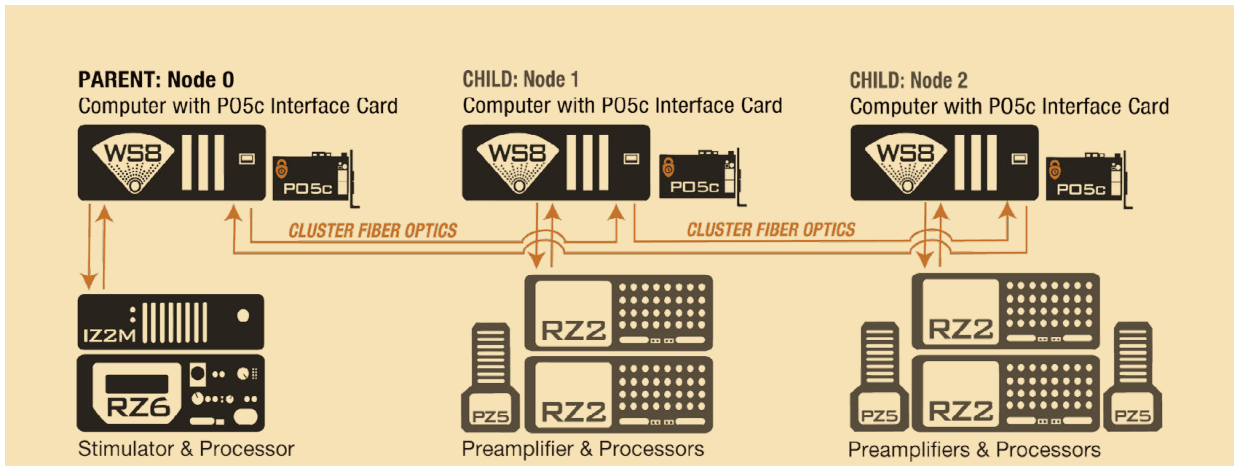 PARENT: Node 0
Computer with PO5c Interface Card
CHILD: Node 1
Computer with PO5c Interface Card
CHILD: Node 2
Computer with PO5c Interface Card
WS8
PO5c
WS8
PO5c
WS8
PO5c
CLUSTER FIBER OPTICS
CLUSTER FIBER OPTICS
IZ2M
RZ6
Stimulator & Processor
RZ2
RZ2
PZ5
Preamplifier & Processors
RZ2
RZ2
PZ5
PZ5
Preamplifiers & Processors